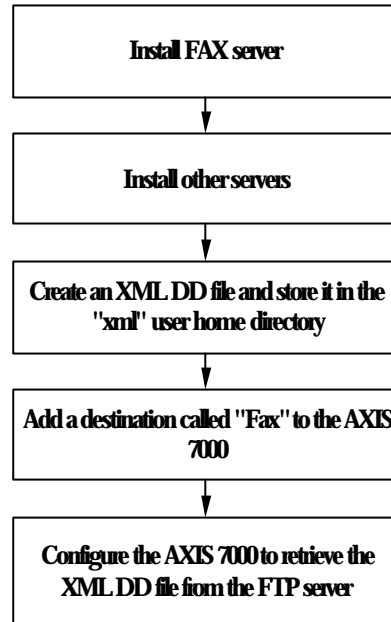 Install FAX server
Install other servers
Create an XML DD file and store it in the
"xml" user home directory
Add a destination called "Fax" to the AXIS
7000
Configure the AXIS 7000 to retrieve the
XML DD file from the FTP server